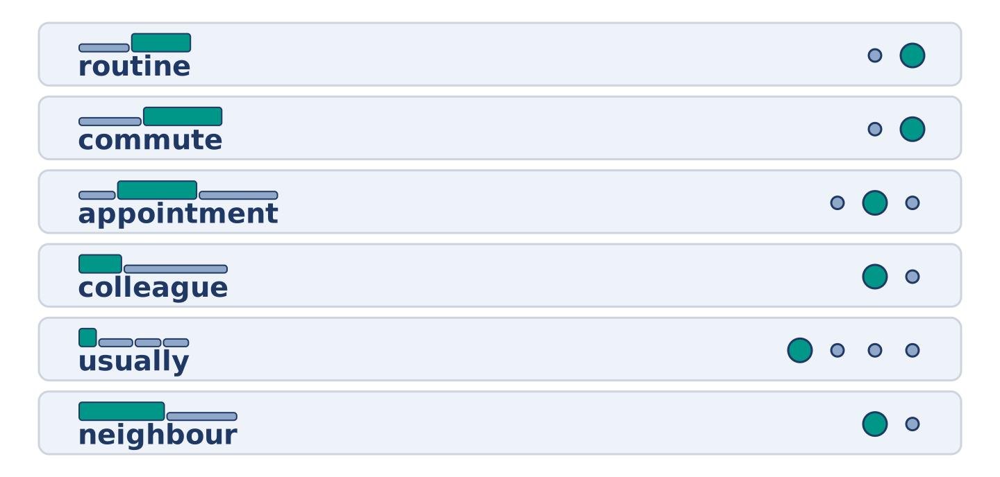 routine
commute
appointment
colleague
usually
neighbour